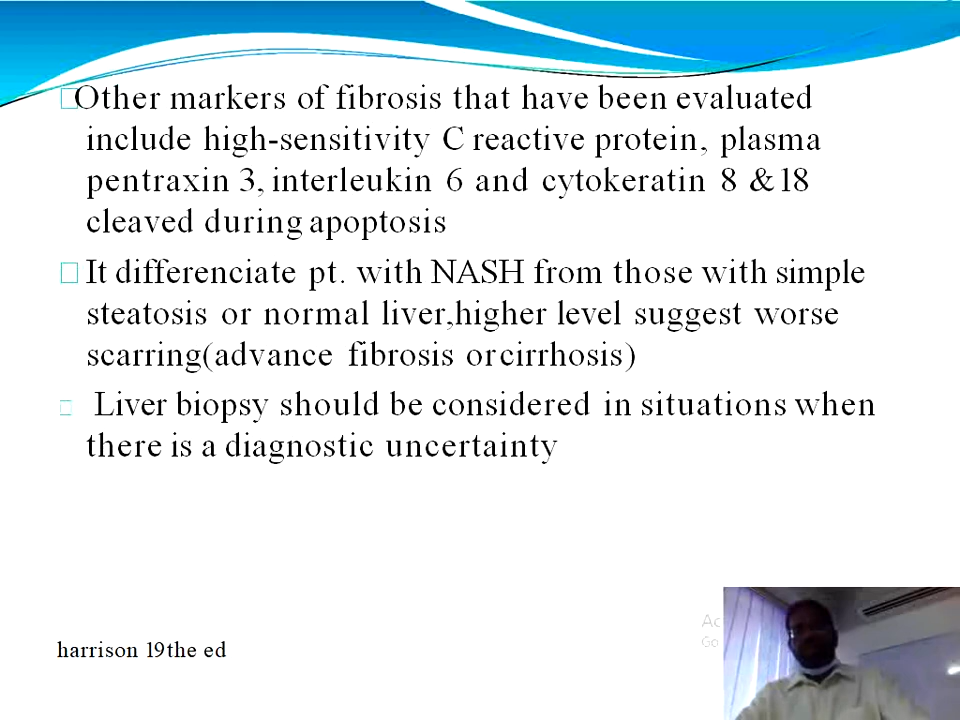 Other markers of fibrosis that have been evaluated
include high-sensitivity C reactive protein, plasma
pentraxin 3, interleukin 6 and cytokeratin 8 &18
cleaved during apoptosis
It differenciate pt. with NASH from those with simple
steatosis or normal liver,higher level suggest worse
scarring(advance fibrosis orcirrhosis)
Liver biopsy should be considered in situations when
there is a diagnostic uncertainty
harrison 19the ed
Ac
Go